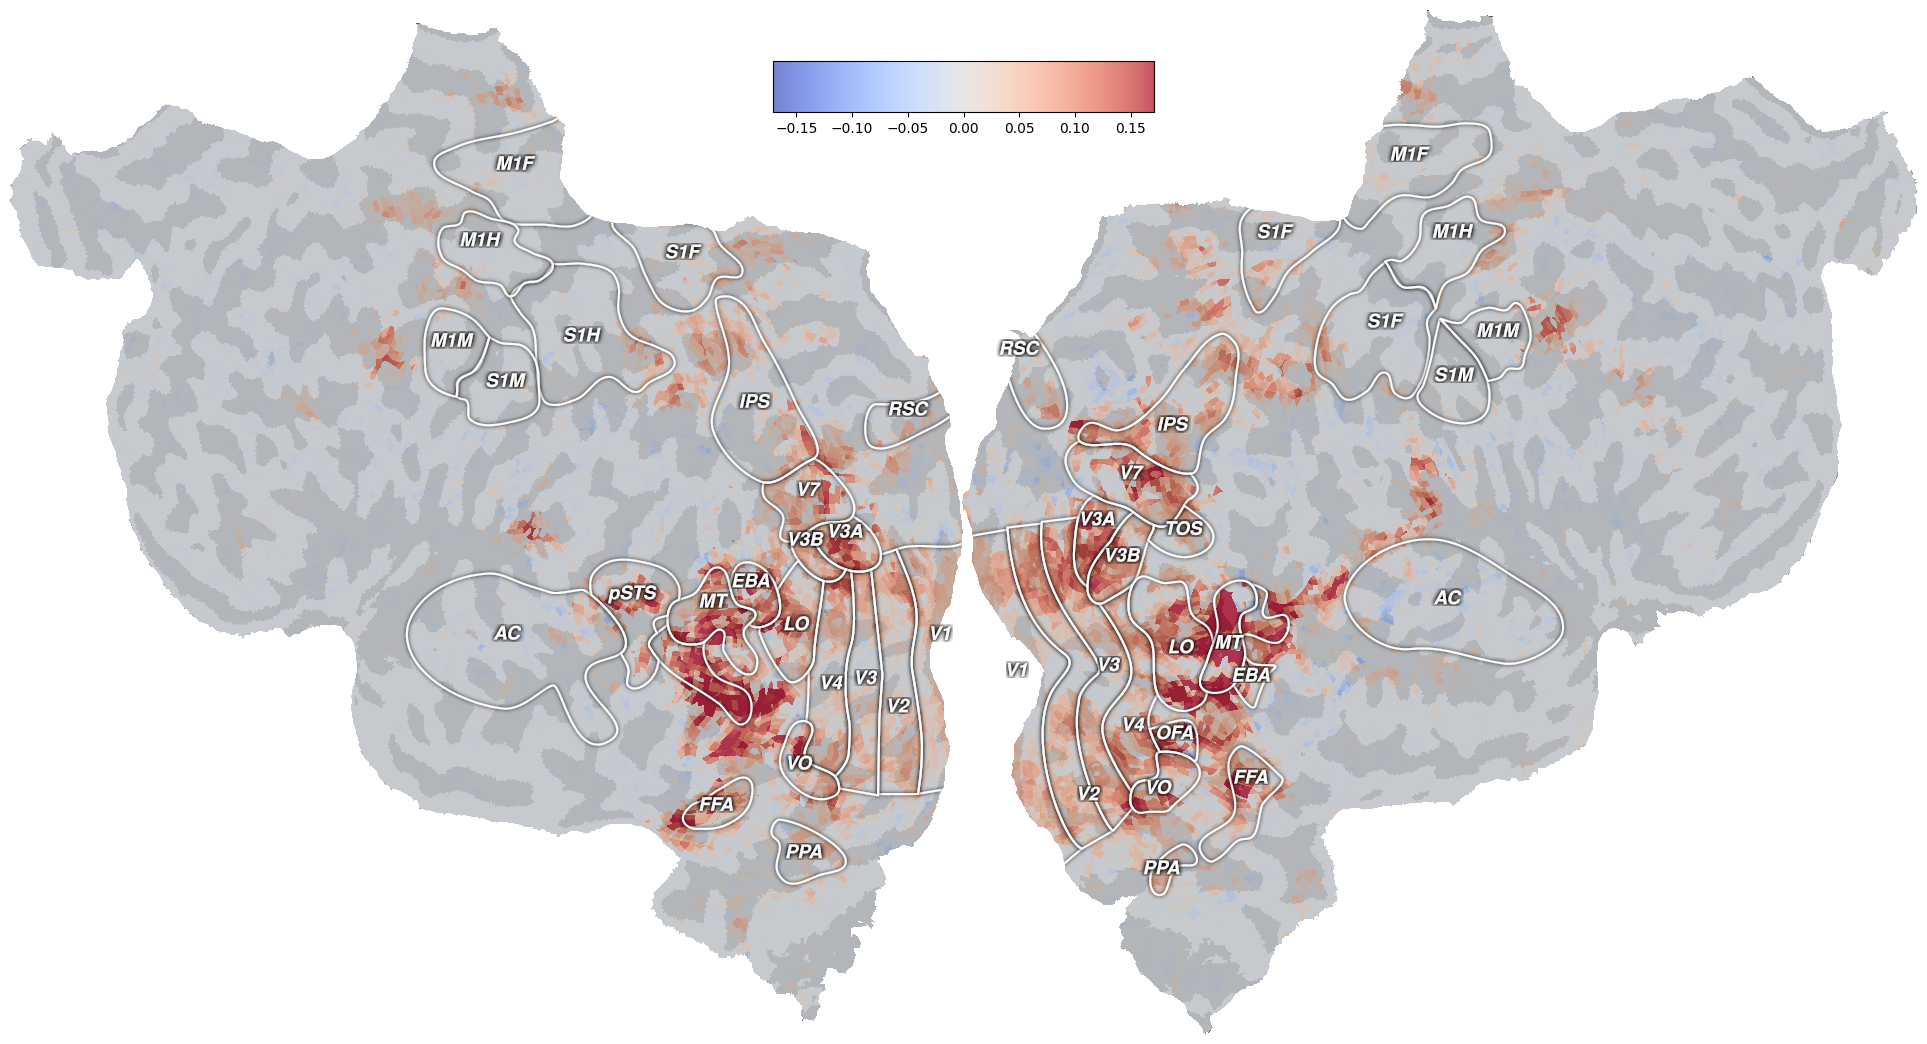 −0.15 −0.10 −0.05 0.00 0.05 0.10 0.15
M1F
M1H
S1F
M1M
S1H
S1M
IPS
RSC
V7
V3A
V3B
EBA
pSTS
MT
AC
LO
V1
V4
V3
V2
VO
FFA
PPA
M1F
S1F
M1H
S1F
M1M
RSC
S1M
IPS
V7
V3A
TOS
V3B
AC
LO
MT
V1
V3
EBA
V4
OFA
FFA
V2
VO
PPA